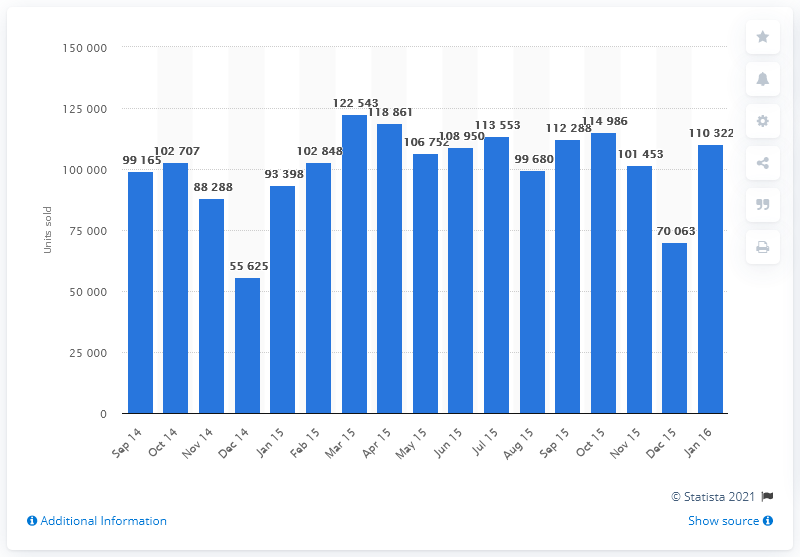 150 000
125 000
100 000
75 000
50 000
25 000
0
Units sold
99 165
102 707
88 288
55 625
93 398
102 848
122 543
118 861
106 752
108 950
113 553
99 680
112 288
114 986
101 453
70 063
110 322
Sep 14
Oct 14
Nov 14
Dec 14
Jan 15
Feb 15
Mar 15
Apr 15
May 15
Jun 15
Jul 15
Aug 15
Sep 15
Oct 15
Nov 15
Dec 15
Jan 16
© Statista 2021
Additional Information
Show source